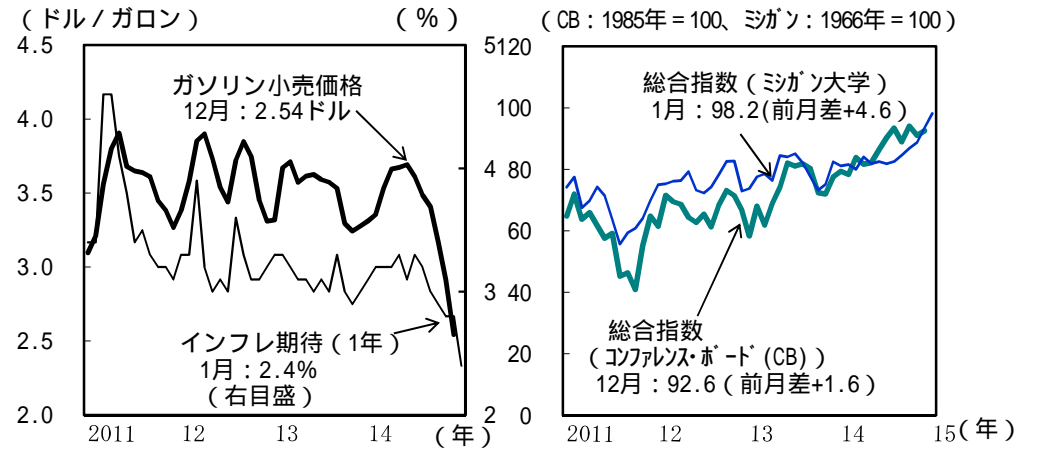 (ドル/ガロン)
(%)
4.5
4.0
3.5
3.0
2.5
2.0
5
4
3
2
ガソリン小売価格
12月:2.54ドル
インフレ期待(1年)
1月:2.4%
(右目盛)
2011
12
13
14
(年)
(CB:1985年=100、ミシガン:1966年=100)
120
100
80
60
40
20
0
総合指数(ミシガン大学)
1月:98.2(前月差+4.6)
総合指数
(コンファレンス・ボード(CB))
12月:92.6(前月差+1.6)
2011
12
13
14
15
(年)